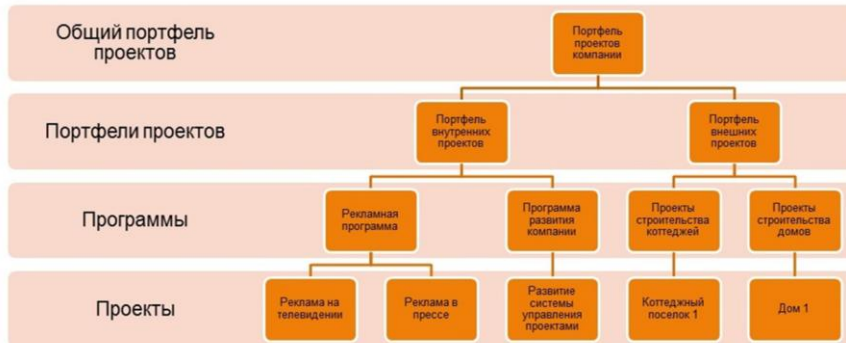 Общий портфель
проектов
Портфель
проектов
компании
Портфели проектов
Портфель
внутренних
проектов
Портфель
внешних
проектов
Программы
Рекламная
программа
Программа
развития
компании
Проекты
строительства
коттеджей
Проекты
строительства
домов
Проекты
Реклама на
телевидении
Реклама в
прессе
Развитие
системы
управления
проектами
Коттеджный
поселок 1
Дом 1